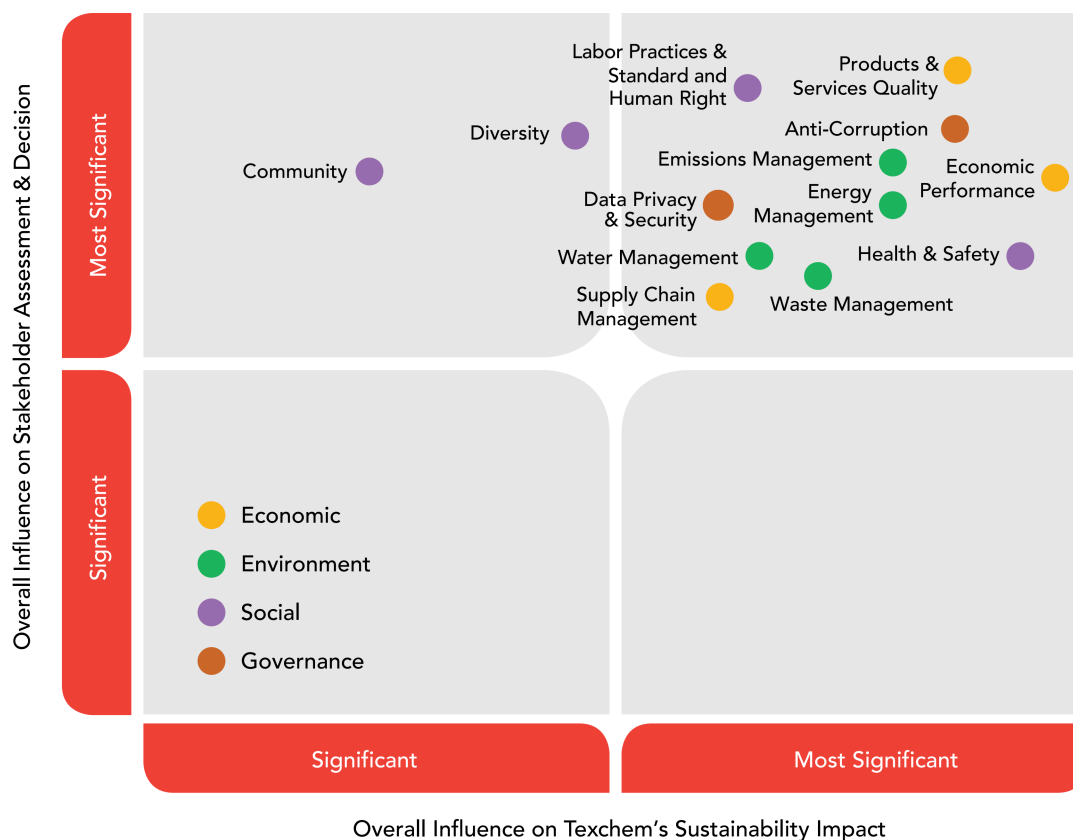 Overall Influence on Stakeholder Assessment & Decision
Most Significant
Significant
Labor Practices &
Standard and
Human Right
Products &
Services Quality
Diversity
Anti-Corruption
Community
Emissions Management
Economic
Performance
Energy
Management
Data Privacy
& Security
Water Management
Health & Safety
Supply Chain
Management
Waste Management
Economic
Environment
Social
Governance
Significant
Most Significant
Overall Influence on Texchem’s Sustainability Impact